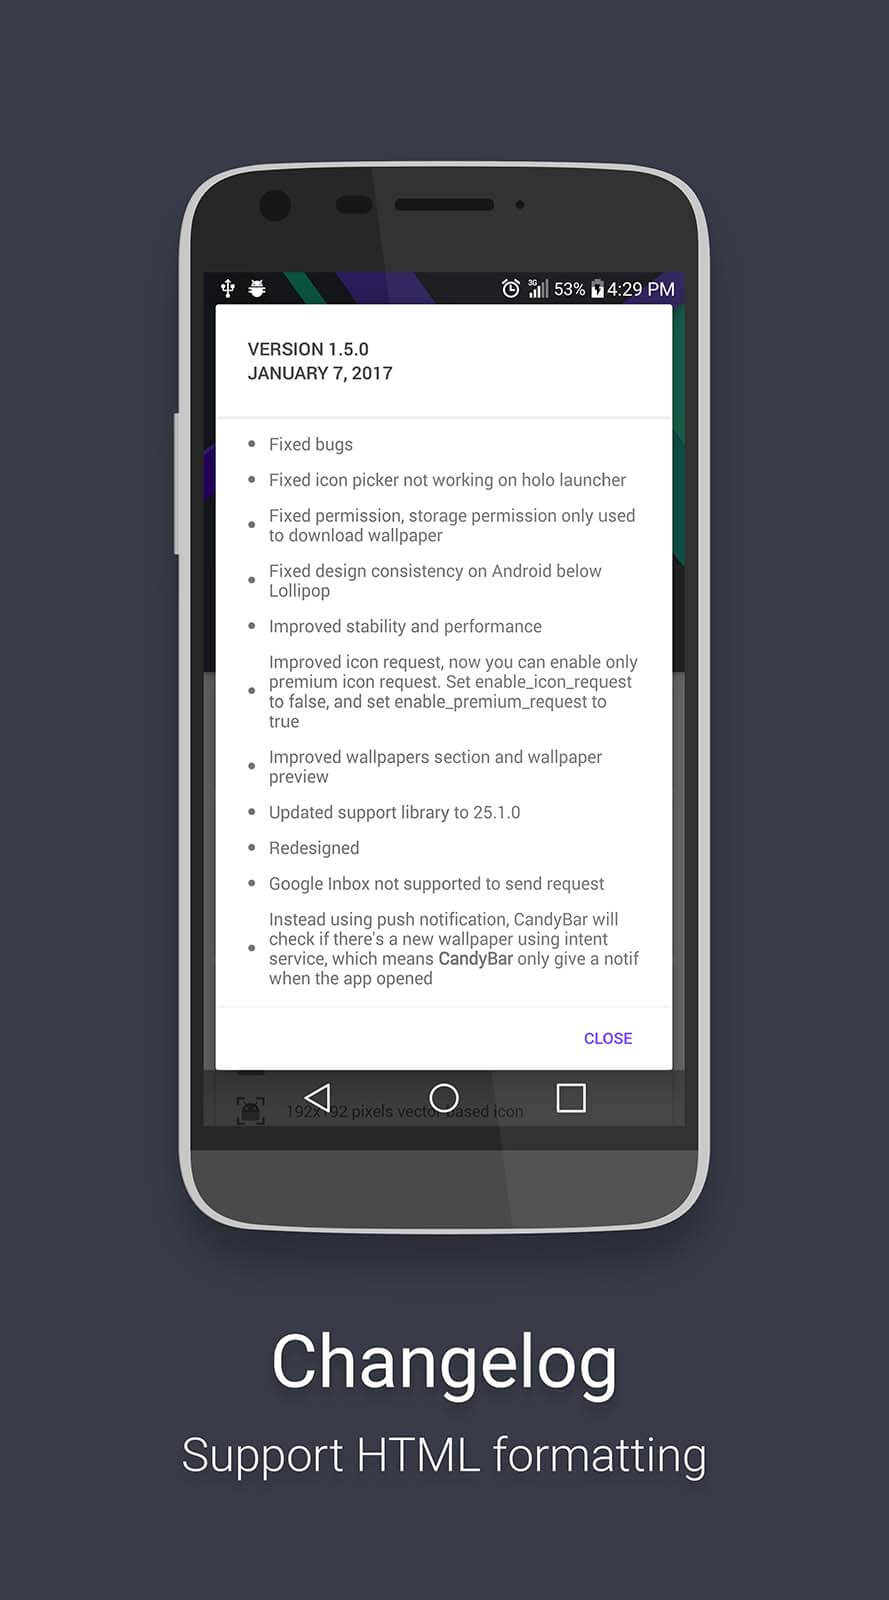 3G 53% 4:29 PM
VERSION 1.5.0
JANUARY 7, 2017
• Fixed bugs
• Fixed icon picker not working on holo launcher
• Fixed permission, storage permission only used
to download wallpaper
• Fixed design consistency on Android below
Lollipop
• Improved stability and performance
• Improved icon request, now you can enable only
premium icon request. Set enable_icon_request
to false, and set enable_premium_request to
true
• Improved wallpapers section and wallpaper
preview
• Updated support library to 25.1.0
• Redesigned
• Google Inbox not supported to send request
• Instead using push notification, CandyBar will
check if there's a new wallpaper using intent
service, which means CandyBar only give a notif
when the app opened
CLOSE
192x192 pixels vector based icon
Changelog
Support HTML formatting